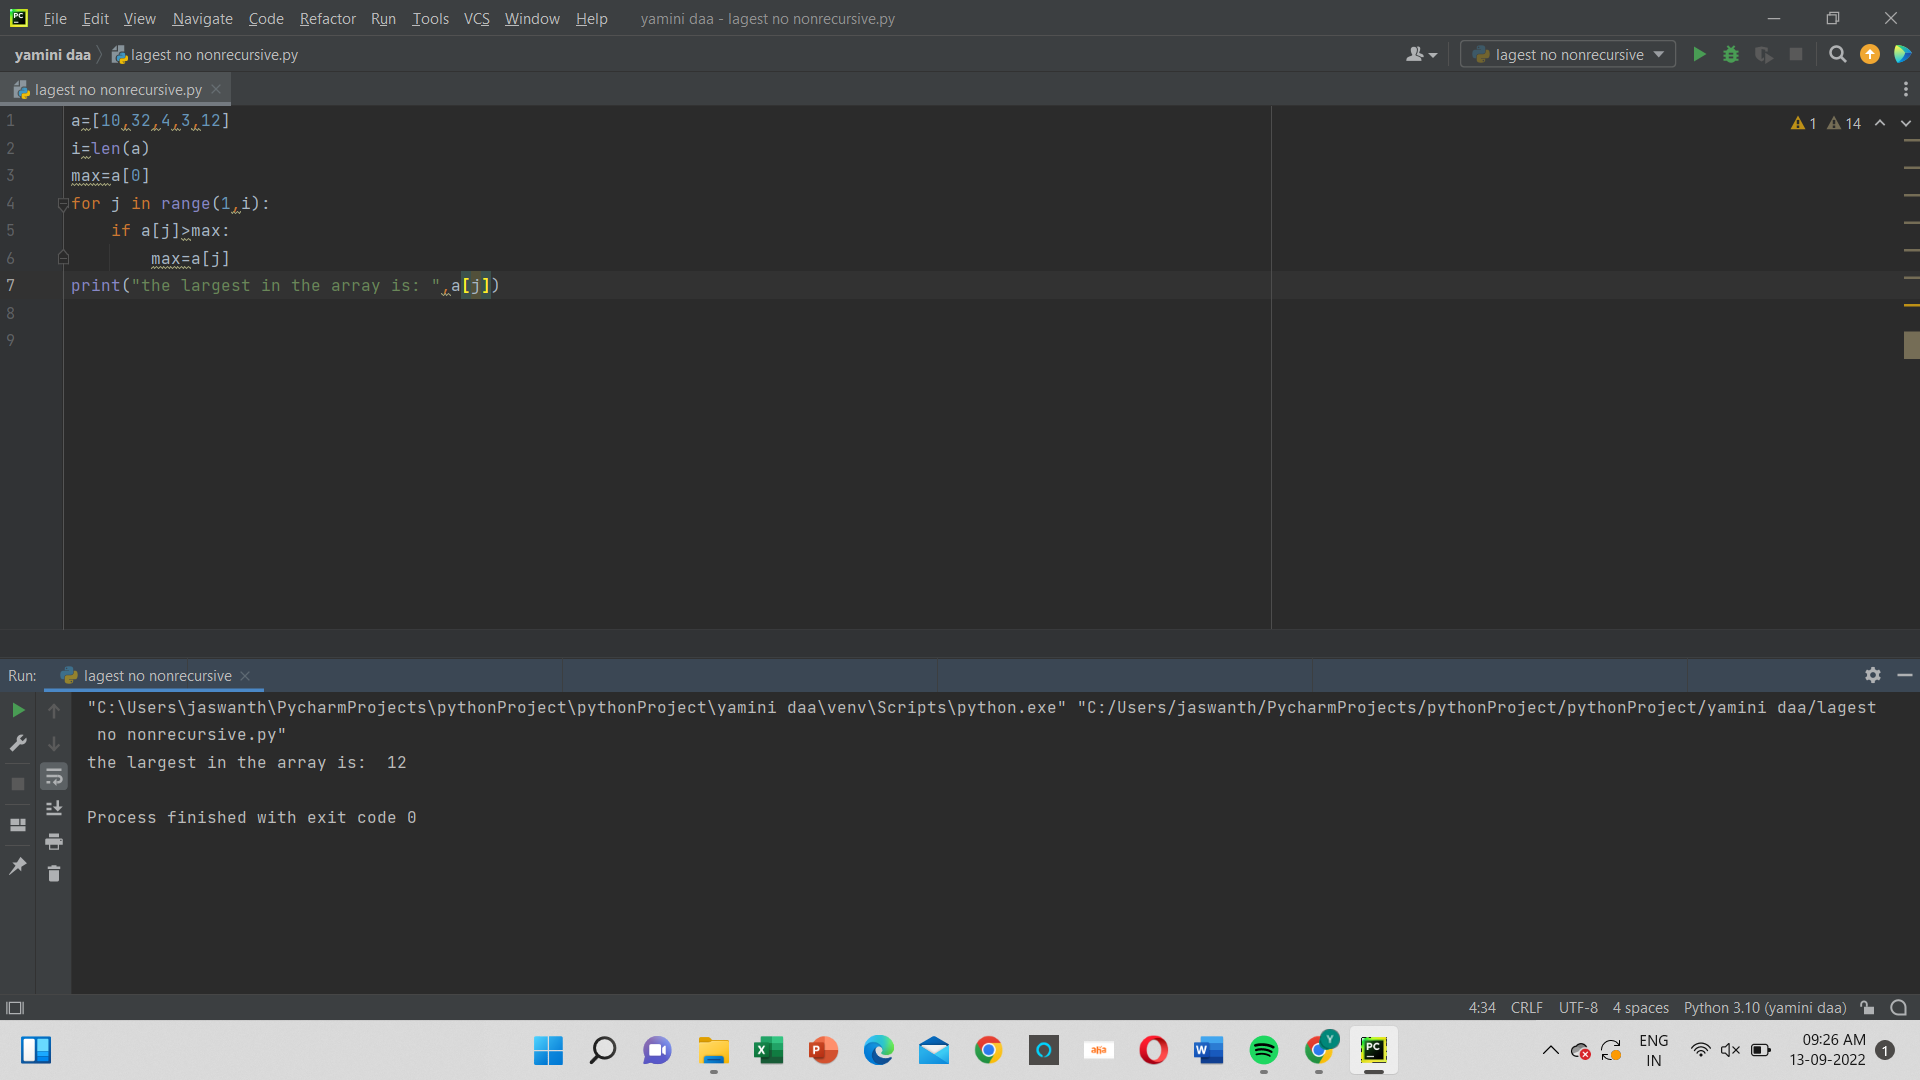 File Edit View Navigate Code Refactor Run Tools VCS Window Help yamini daa - lagest no nonrecursive.py
yamini daa lagest no nonrecursive.py lagest no nonrecursive
lagest no nonrecursive.py
1 a=[10,32,4,3,12] 1 14
2 i=len(a)
3 max=a[0]
4 for j in range(1,i):
5 if a[j]>max:
6 max=a[j]
7 print("the largest in the array is: ",a[j])
8
9
Run: lagest no nonrecursive
"C:\Users\jaswanth\PycharmProjects\pythonProject\pythonProject\yamini daa\venv\Scripts\python.exe" "C:/Users/jaswanth/PycharmProjects/pythonProject/pythonProject/yamini daa/lagest
no nonrecursive.py"
the largest in the array is:  12
Process finished with exit code 0
4:34 CRLF UTF-8 4 spaces Python 3.10 (yamini daa)
ENG 09:26 AM
IN 13-09-2022 1